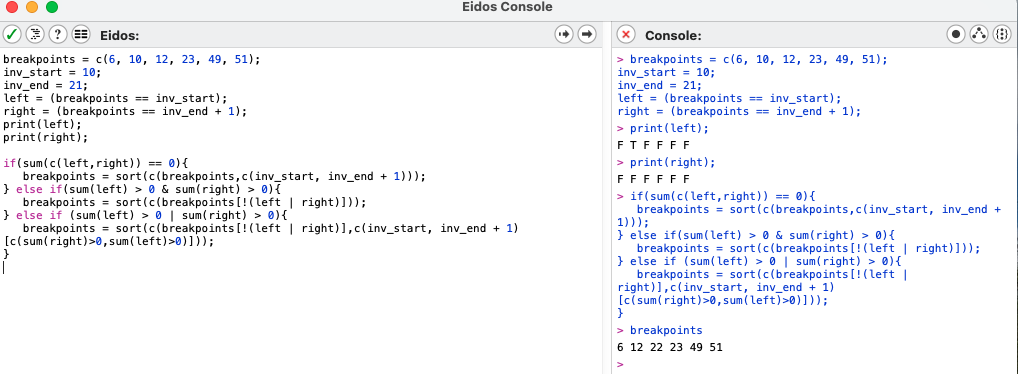 Eidos Console
Eidos:
breakpoints = c(6, 10, 12, 23, 49, 51);
inv_start = 10;
inv_end = 21;
left = (breakpoints == inv_start);
right = (breakpoints == inv_end + 1);
print(left);
print(right);
if(sum(c(left,right)) == 0){
   breakpoints = sort(c(breakpoints,c(inv_start, inv_end + 1)));
} else if(sum(left) > 0 & sum(right) > 0){
   breakpoints = sort(c(breakpoints[!(left | right)]));
} else if (sum(left) > 0 | sum(right) > 0){
   breakpoints = sort(c(breakpoints[!(left | right)],c(inv_start, inv_end + 1)
[c(sum(right)>0,sum(left)>0)]));
}
Console:
> breakpoints = c(6, 10, 12, 23, 49, 51);
inv_start = 10;
inv_end = 21;
left = (breakpoints == inv_start);
right = (breakpoints == inv_end + 1);
> print(left);
F T F F F F
> print(right);
F F F F F F
> if(sum(c(left,right)) == 0){
   breakpoints = sort(c(breakpoints,c(inv_start, inv_end +
1)));
} else if(sum(left) > 0 & sum(right) > 0){
   breakpoints = sort(c(breakpoints[!(left | right)]));
} else if (sum(left) > 0 | sum(right) > 0){
   breakpoints = sort(c(breakpoints[!(left |
right)],c(inv_start, inv_end + 1)
[c(sum(right)>0,sum(left)>0)]));
}
> breakpoints
6 12 22 23 49 51
>